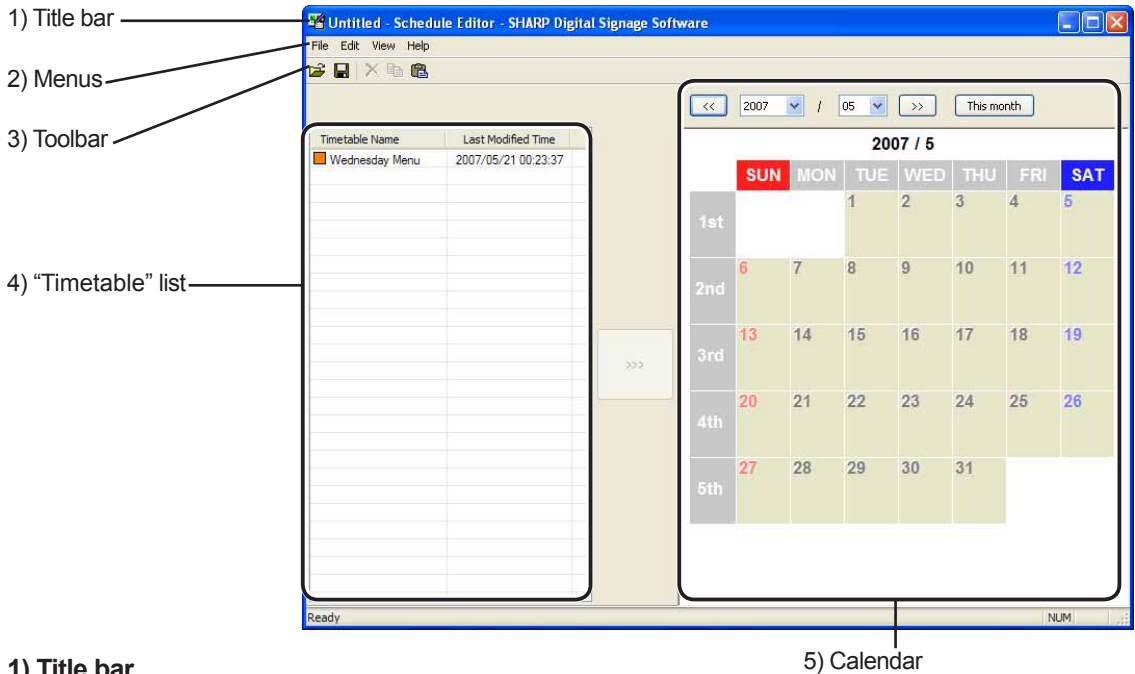 1) Title bar
2) Menus
3) Toolbar
4) “Timetable” list
Untitled - Schedule Editor - SHARP Digital Signage Software
File Edit View Help
Timetable Name Last Modified Time
Wednesday Menu 2007/05/21 00:23:37
>>>
<< 2007 / 05 >> This month
2007 / 5
SUN MON TUE WED THU FRI SAT
1st 1 2 3 4 5
2nd 6 7 8 9 10 11 12
3rd 13 14 15 16 17 18 19
4th 20 21 22 23 24 25 26
5th 27 28 29 30 31
Ready NUM
5) Calendar
1) Title bar